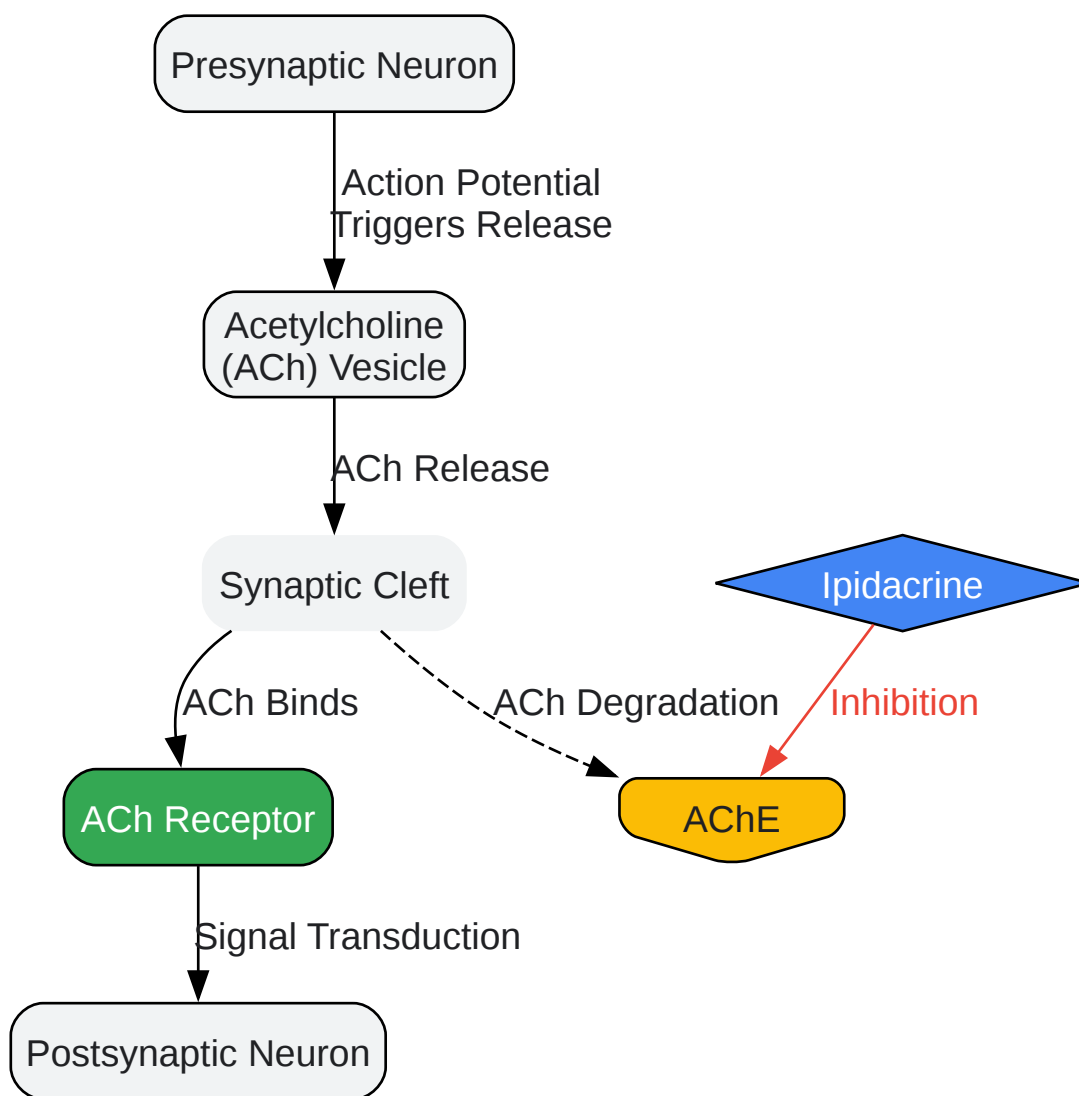 Presynaptic Neuron
Action Potential
Triggers Release
Acetylcholine
(ACh) Vesicle
ACh Release
Synaptic Cleft
Ipidacrine
ACh Binds
ACh Degradation
Inhibition
ACh Receptor
AChE
Signal Transduction
Postsynaptic Neuron